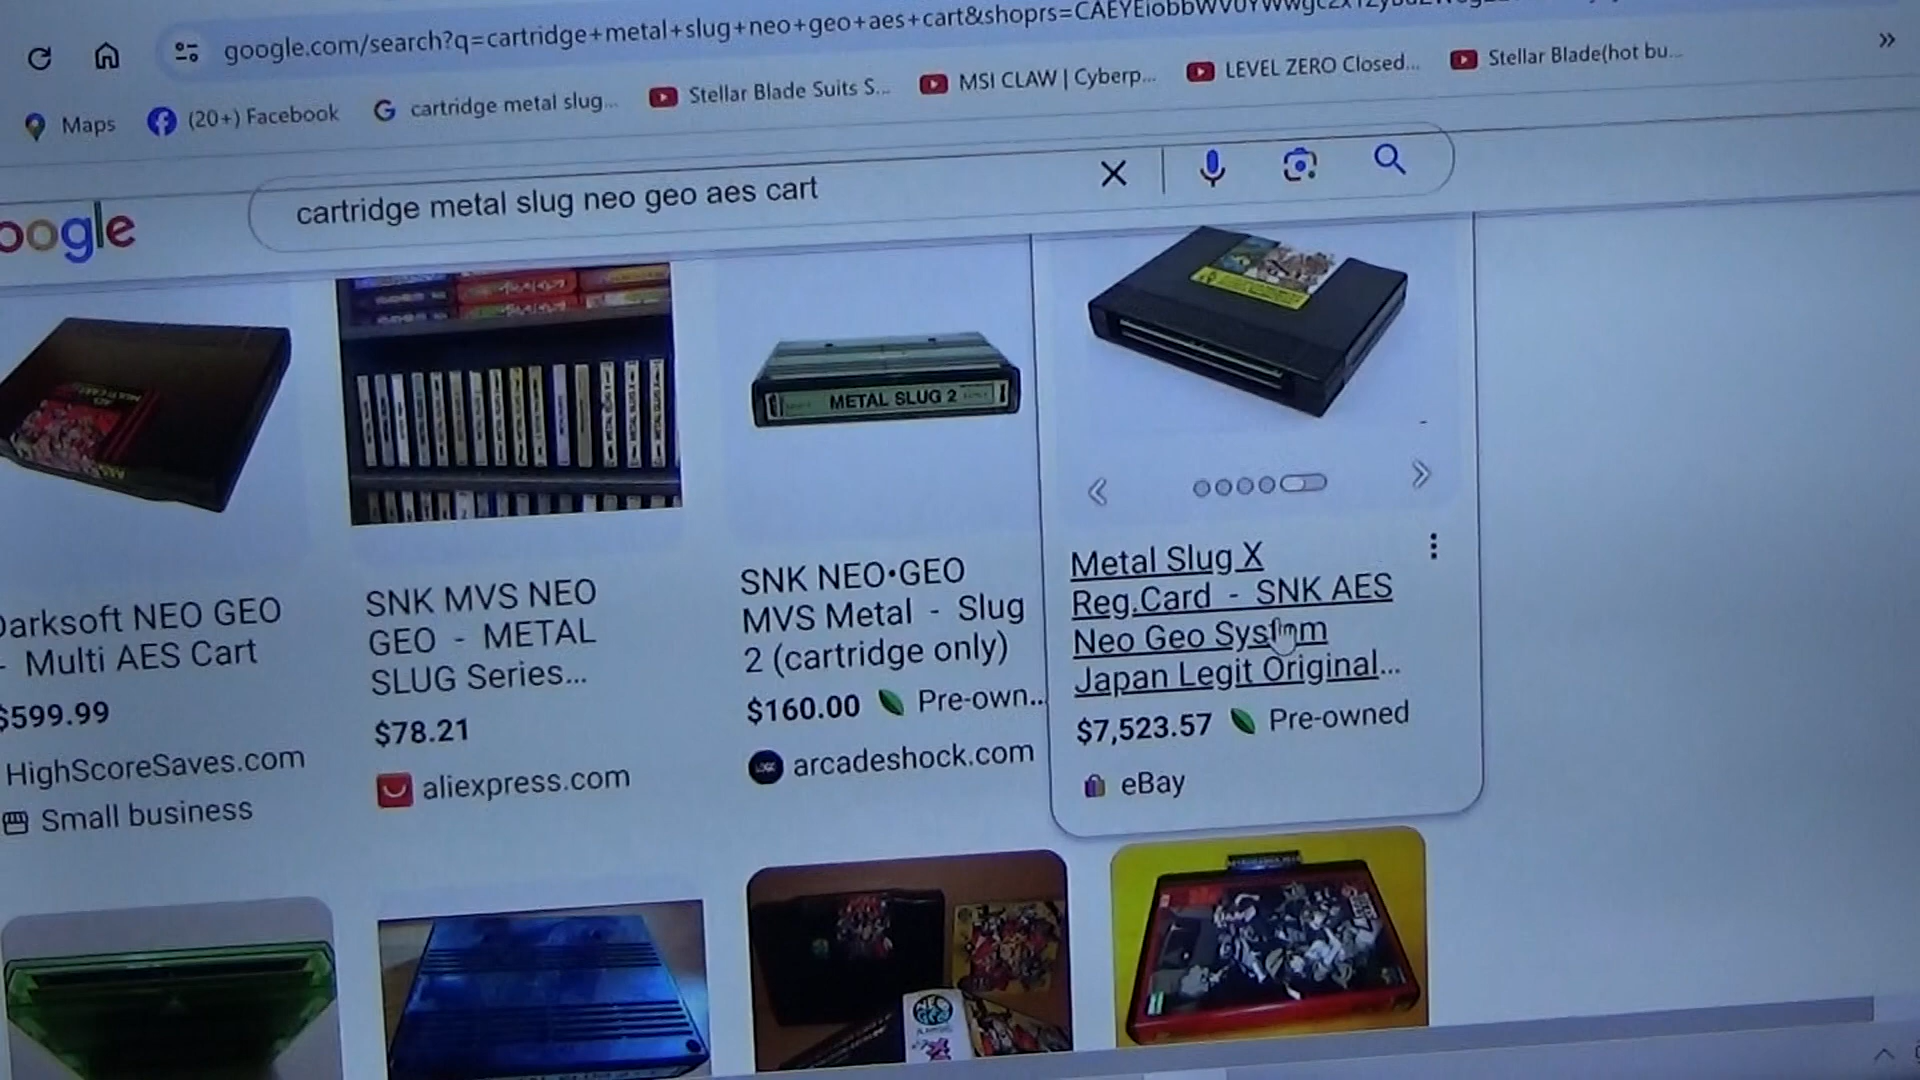 google.com/search?q=cartridge+metal+slug+neo+geo+aes+cart&shoprs=
Maps
(20+) Facebook
cartridge metal slug...
Stellar Blade Suits S...
MSI CLAW | Cyberp...
LEVEL ZERO Closed...
Stellar Blade(hot bu...
oogle
cartridge metal slug neo geo aes cart
METAL SLUG 2
Darksoft NEO GEO
- Multi AES Cart
$599.99
HighScoreSaves.com
Small business
SNK MVS NEO
GEO - METAL
SLUG Series...
$78.21
aliexpress.com
SNK NEO•GEO
MVS Metal - Slug
2 (cartridge only)
$160.00 Pre-own...
arcadeshock.com
Metal Slug X
Reg.Card - SNK AES
Neo Geo System
Japan Legit Original...
$7,523.57 Pre-owned
eBay
NEO
GEO